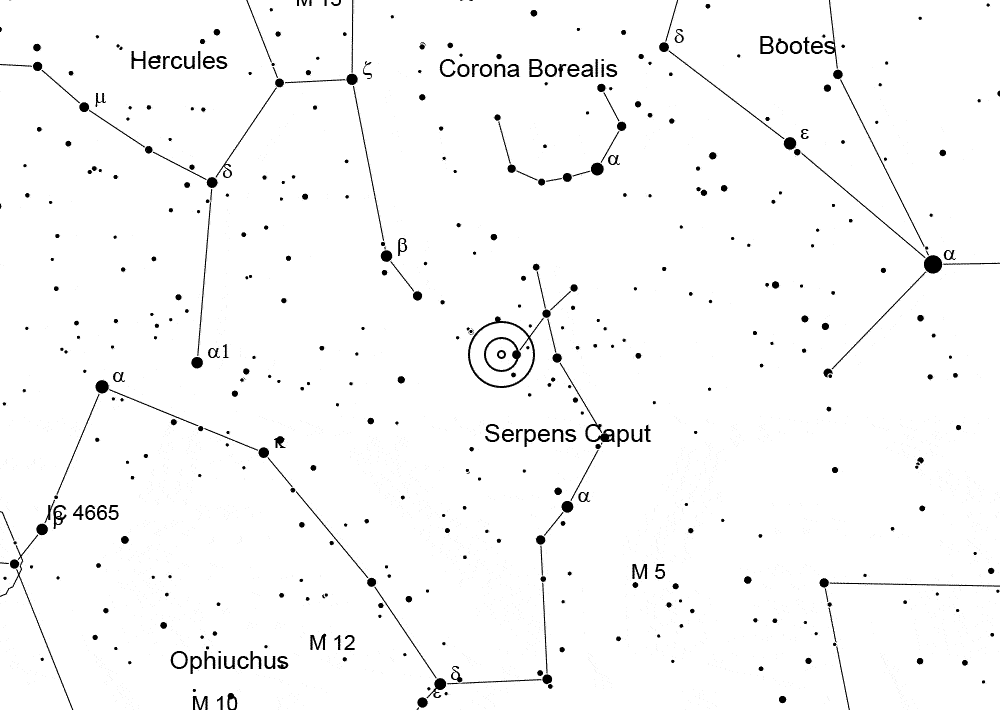 M 13
δ
Bootes
Hercules
ζ
Corona Borealis
μ
ε
α
δ
β
α
α1
α
Serpens Caput
κ
α
IC 4665
β
M 5
M 12
Ophiuchus
δ
ε
M 10